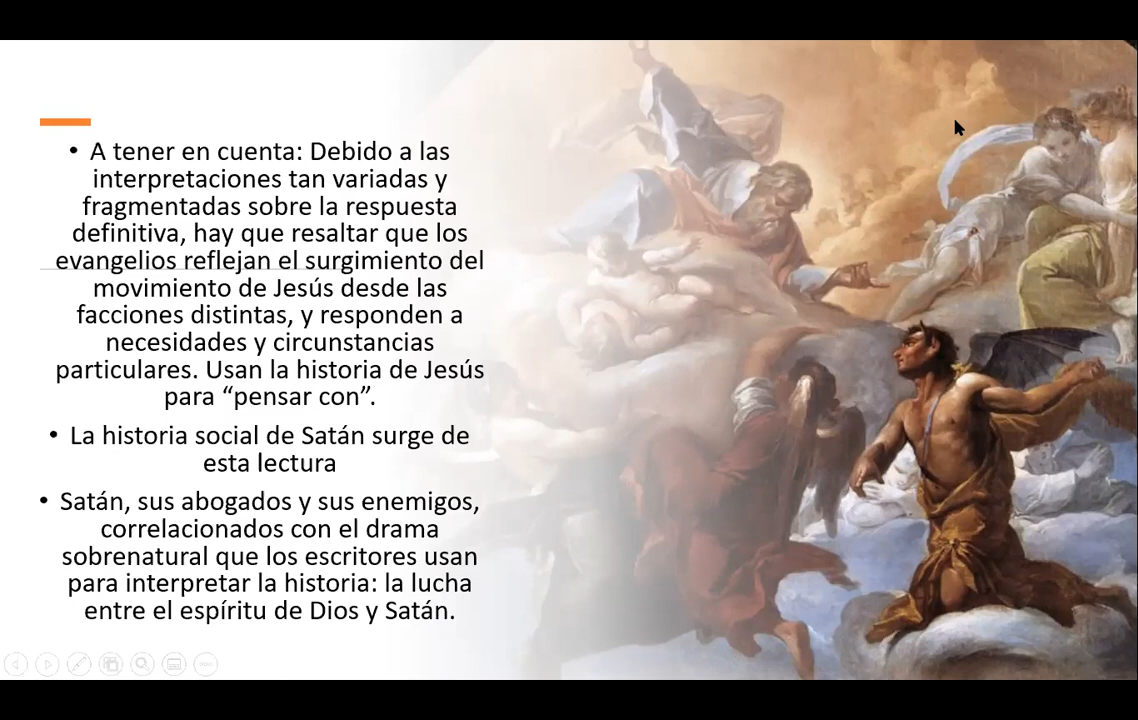 • A tener en cuenta: Debido a las
interpretaciones tan variadas y
fragmentadas sobre la respuesta
definitiva, hay que resaltar que los
evangelios reflejan el surgimiento del
movimiento de Jesús desde las
facciones distintas, y responden a
necesidades y circunstancias
particulares. Usan la historia de Jesús
para “pensar con”.
• La historia social de Satán surge de
esta lectura
• Satán, sus abogados y sus enemigos,
correlacionados con el drama
sobrenatural que los escritores usan
para interpretar la historia: la lucha
entre el espíritu de Dios y Satán.